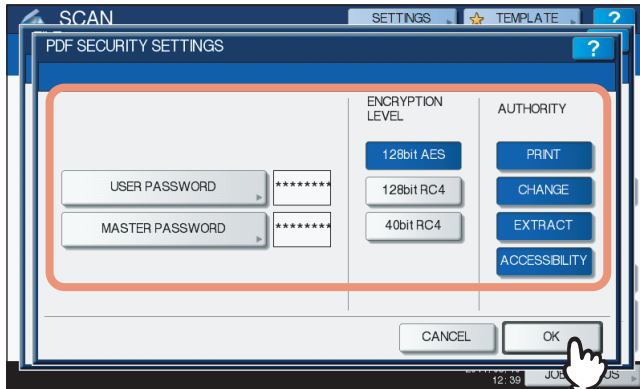 SCAN
SETTINGS
TEMPLATE
?
PDF SECURITY SETTINGS
?
ENCRYPTION
LEVEL
AUTHORITY
128bit AES
PRINT
USER PASSWORD
********
128bit RC4
CHANGE
MASTER PASSWORD
********
40bit RC4
EXTRACT
ACCESSIBILITY
CANCEL
OK
12:39